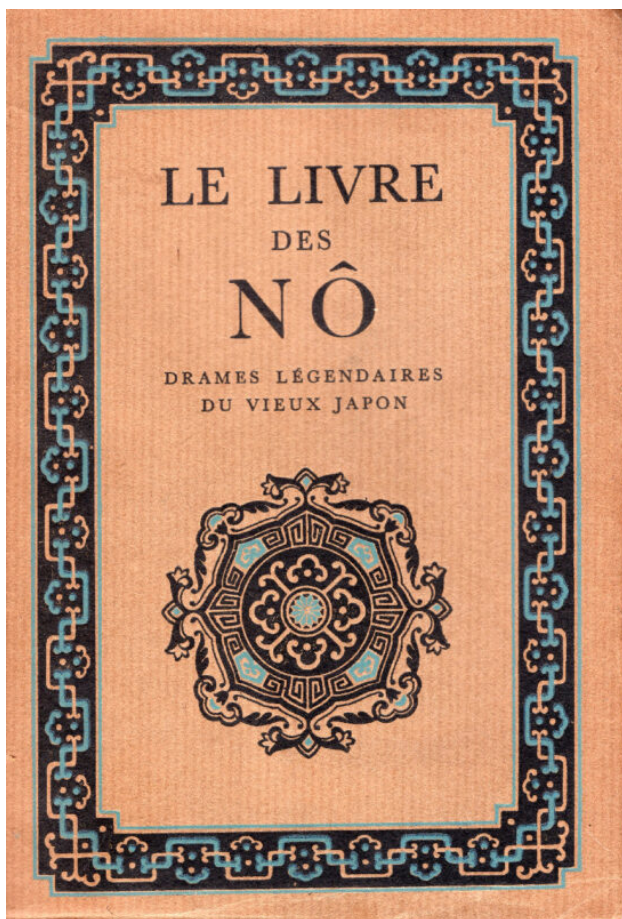 LE LIVRE
DES
NÔ
DRAMES LÉGENDAIRES
DU VIEUX JAPON